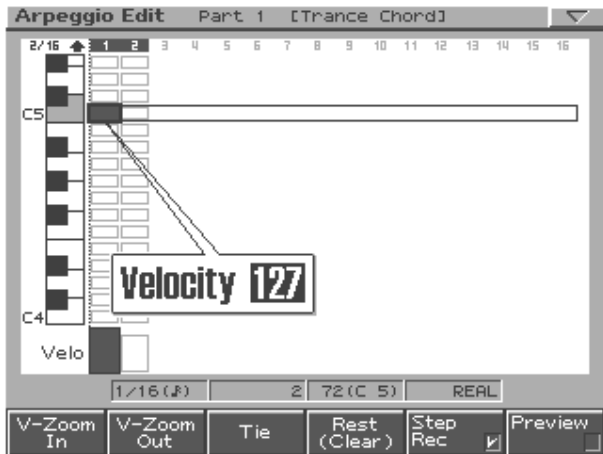 Arpeggio Edit Part 1 [Trance Chord]
2/16 1 2 3 4 5 6 7 8 9 10 11 12 13 14 15 16
C5
Velocity 127
C4
Velo
1/16(♪) 2 72(C 5) REAL
V-Zoom In V-Zoom Out Tie Rest (Clear) Step Rec Preview